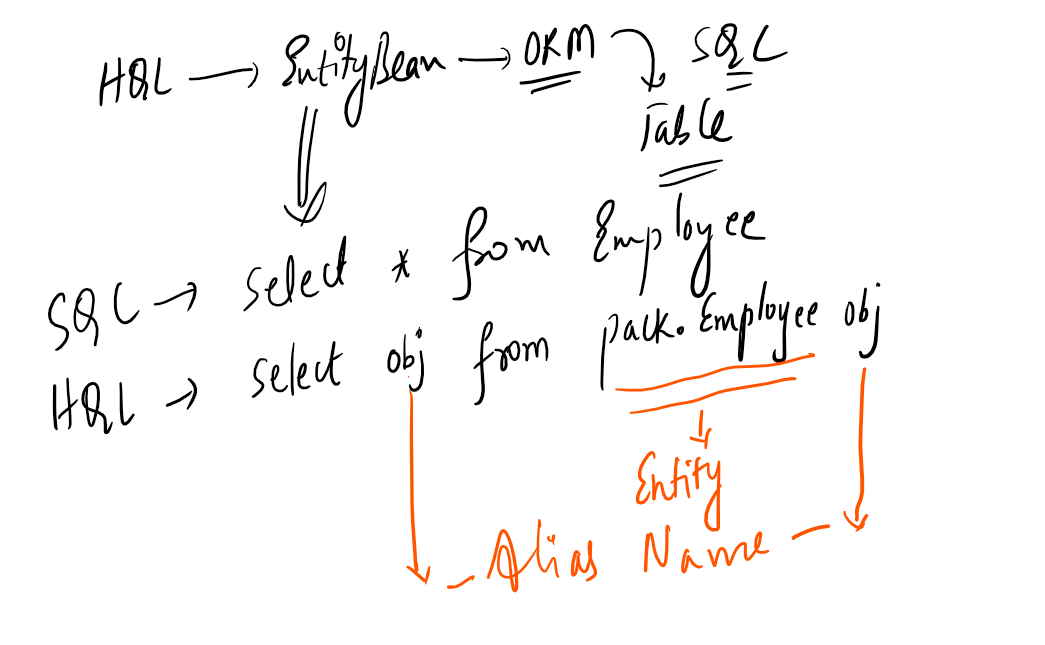 HQL → EntityBean → ORM SQL
Table
SQL → select * from Employee
HQL → select obj from pack.Employee obj
Entity
- Alias Name -